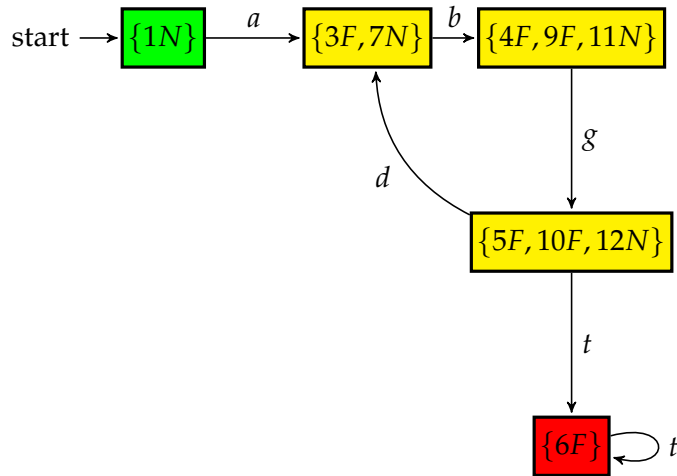 start {1N} a {3F, 7N} b {4F, 9F, 11N}
g
d
{5F, 10F, 12N}
t
{6F} t